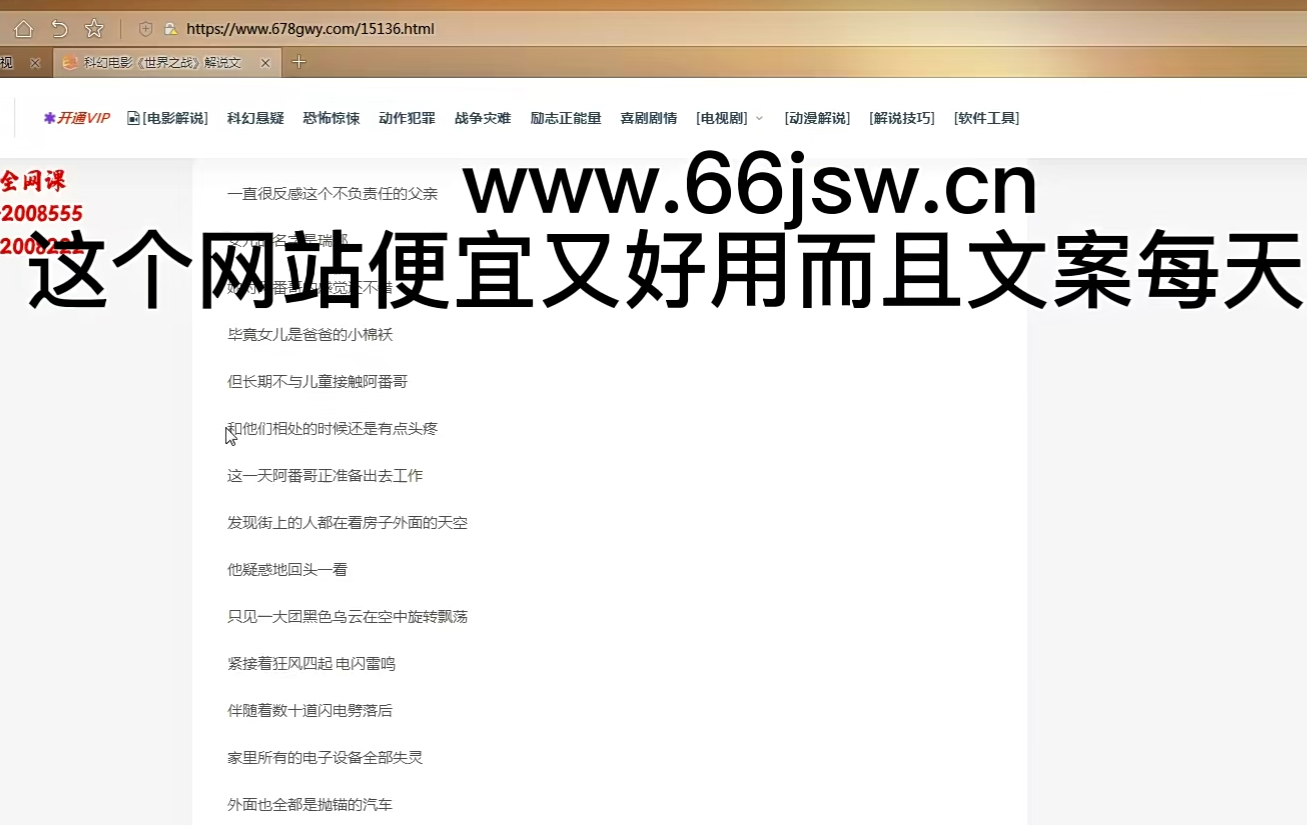 https://www.678gwy.com/15136.html
视
科幻电影《世界之战》解说文
开通VIP [电影解说] 科幻悬疑 恐怖惊悚 动作犯罪 战争灾难 励志正能量 喜剧剧情 [电视剧] [动漫解说] [解说技巧] [软件工具]
全网课
2008555
2008222
www.66jsw.cn
这个网站便宜又好用而且文案每天
一直很反感这个不负责任的父亲
毕竟女儿是爸爸的小棉袄
但长期不与儿童接触阿番哥
和他们相处的时候还是有点头疼
这一天阿番哥正准备出去工作
发现街上的人都在看房子外面的天空
他疑惑地回头一看
只见一大团黑色乌云在空中旋转飘荡
紧接着狂风四起 电闪雷鸣
伴随着数十道闪电劈落后
家里所有的电子设备全部失灵
外面也全都是抛锚的汽车